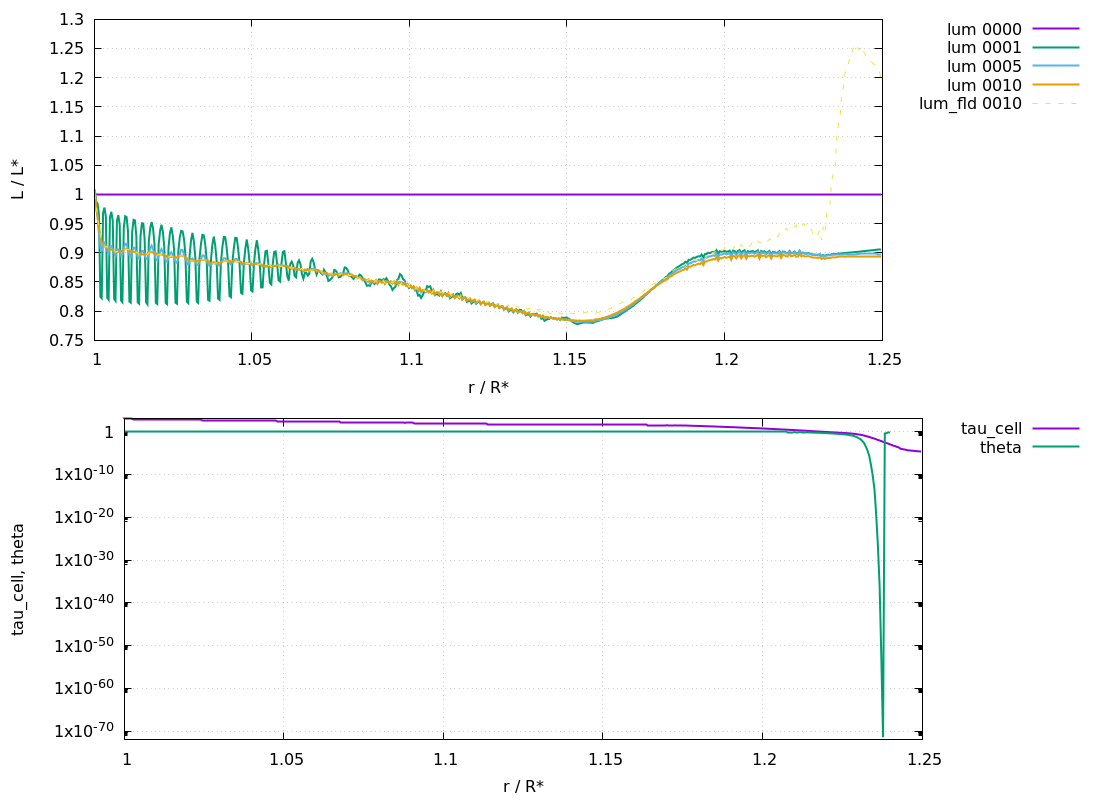 1.3
1.25
1.2
1.15
1.1
1.05
1
0.95
0.9
0.85
0.8
0.75
L / L*
1 1.05 1.1 1.15 1.2 1.25
r / R*
lum 0000
lum 0001
lum 0005
lum 0010
lum_fld 0010
1
1x10^-10
1x10^-20
1x10^-30
1x10^-40
1x10^-50
1x10^-60
1x10^-70
tau_cell, theta
1 1.05 1.1 1.15 1.2 1.25
r / R*
tau_cell
theta